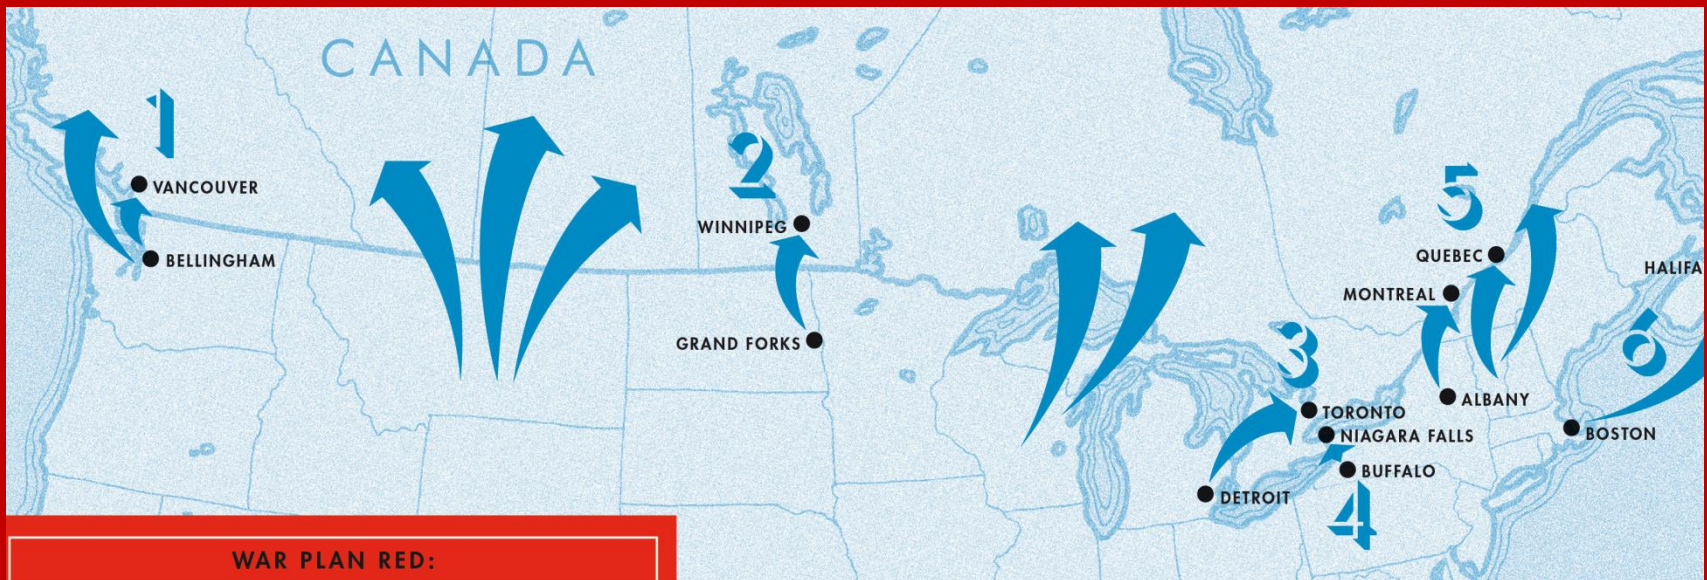 CANADA
1
VANCOUVER
BELLINGHAM
2
WINNIPEG
GRAND FORKS
3
TORONTO
NIAGARA FALLS
BUFFALO
DETROIT
4
5
QUEBEC
MONTREAL
ALBANY
HALIFA
6
BOSTON
WAR PLAN RED: